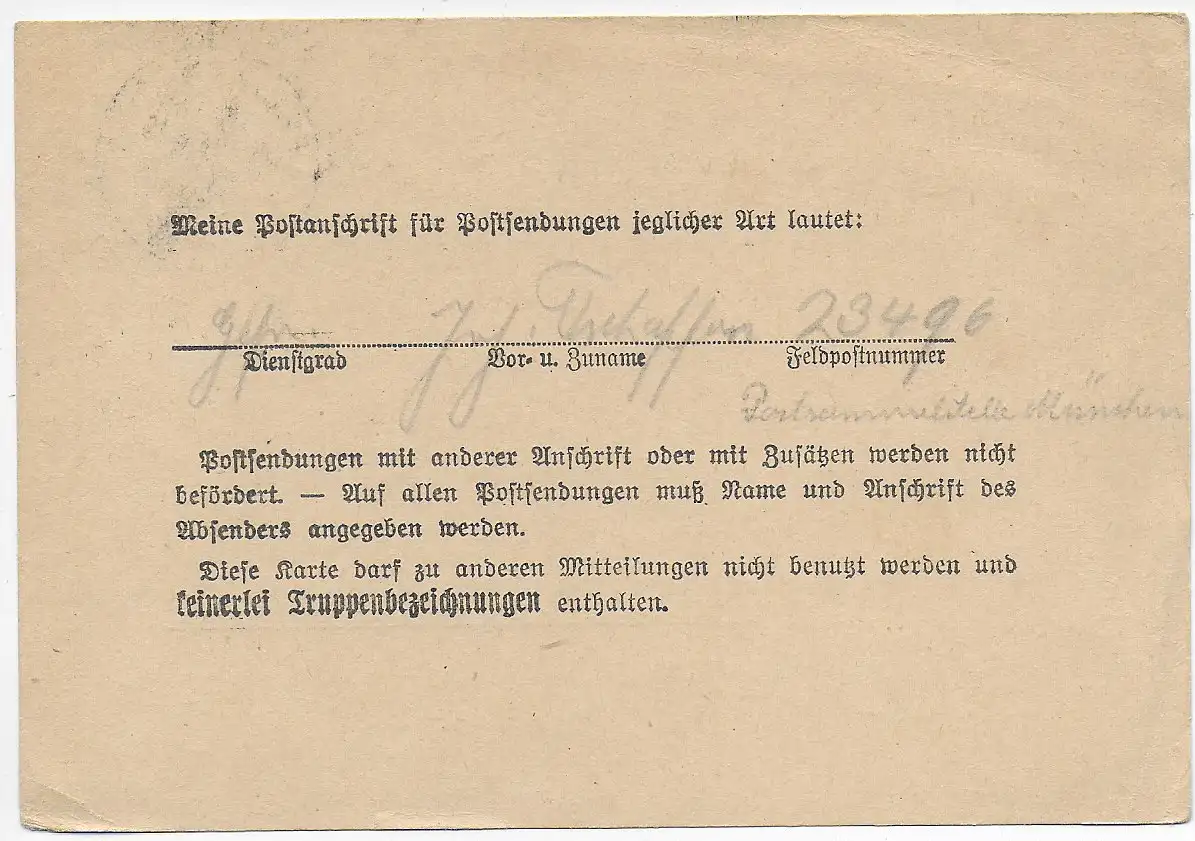 Meine Postanschrift für Postsendungen jeglicher Art lautet:
23496
Dienstgrad Vor- u. Zuname Feldpostnummer
Postsammelstelle München
Postsendungen mit anderer Anschrift oder mit Zusätzen werden nicht
befördert. — Auf allen Postsendungen muß Name und Anschrift des
Absenders angegeben werden.
Diese Karte darf zu anderen Mitteilungen nicht benutzt werden und
keinerlei Truppenbezeichnungen enthalten.